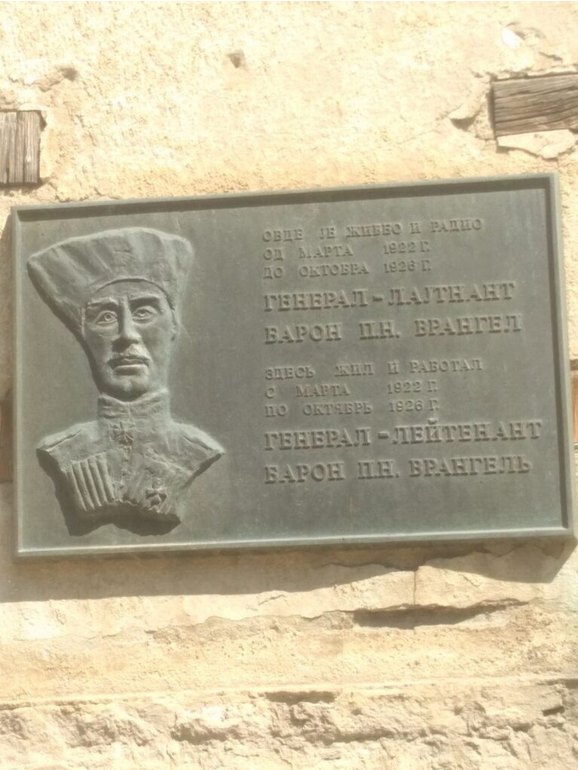 ОВДЕ ЈЕ ЖИВЕО И РАДИО
ОД МАРТА 1922 Г.
ДО ОКТОБРА 1926 Г.
ГЕНЕРАЛ-ЛАЈТНАНТ
БАРОН П.Н. ВРАНГЕЛ
ЗДЕСЬ ЖИЛ И РАБОТАЛ
С МАРТА 1922 Г.
ПО ОКТЯБРЬ 1926 Г.
ГЕНЕРАЛ-ЛЕЙТЕНАНТ
БАРОН П.Н. ВРАНГЕЛЬ